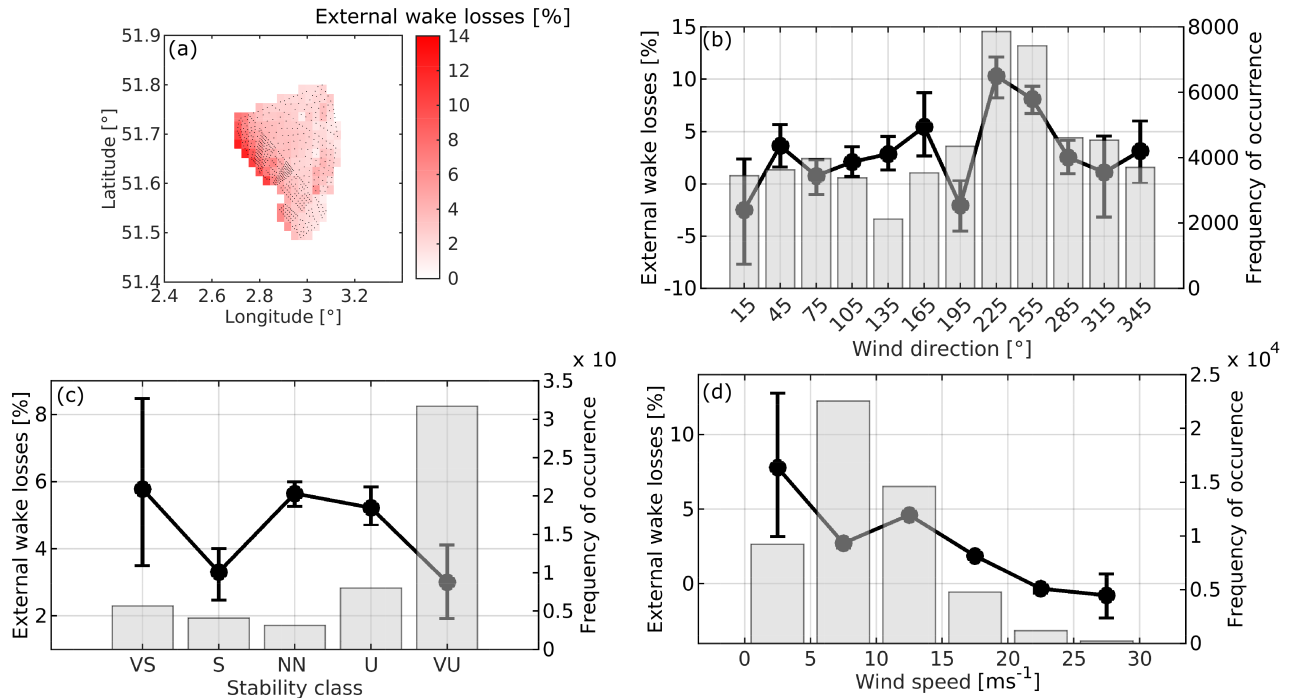 External wake losses [%]
(a)
51.9
51.8
51.7
51.6
51.5
51.4
Latitude [°]
2.4 2.6 2.8 3 3.2
Longitude [°]
14
12
10
8
6
4
2
0
(b)
External wake losses [%]
15
10
5
0
-5
-10
8000
6000
4000
2000
0
Frequency of occurrence
15 45 75 105 135 165 195 225 255 285 315 345
Wind direction [°]
(c)
External wake losses [%]
8
6
4
2
x 10
3.5
3
2.5
2
1.5
1
0.5
0
Frequency of occurence
VS S NN U VU
Stability class
(d)
External wake losses [%]
10
5
0
x 10⁴
2.5
2
1.5
1
0.5
0
Frequency of occurence
0 5 10 15 20 25 30
Wind speed [ms⁻¹]